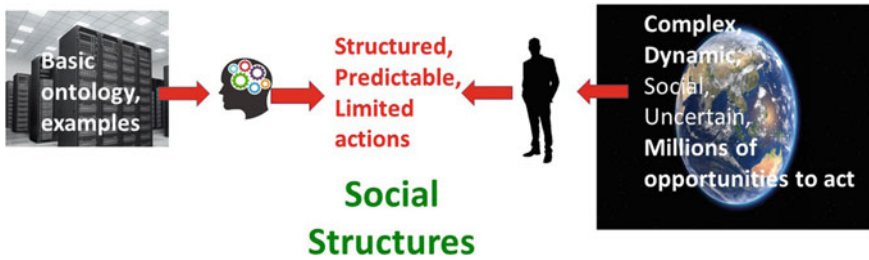 Basic
ontology,
examples
Structured,
Predictable,
Limited
actions
Social
Structures
Complex,
Dynamic,
Social,
Uncertain,
Millions of
opportunities to act